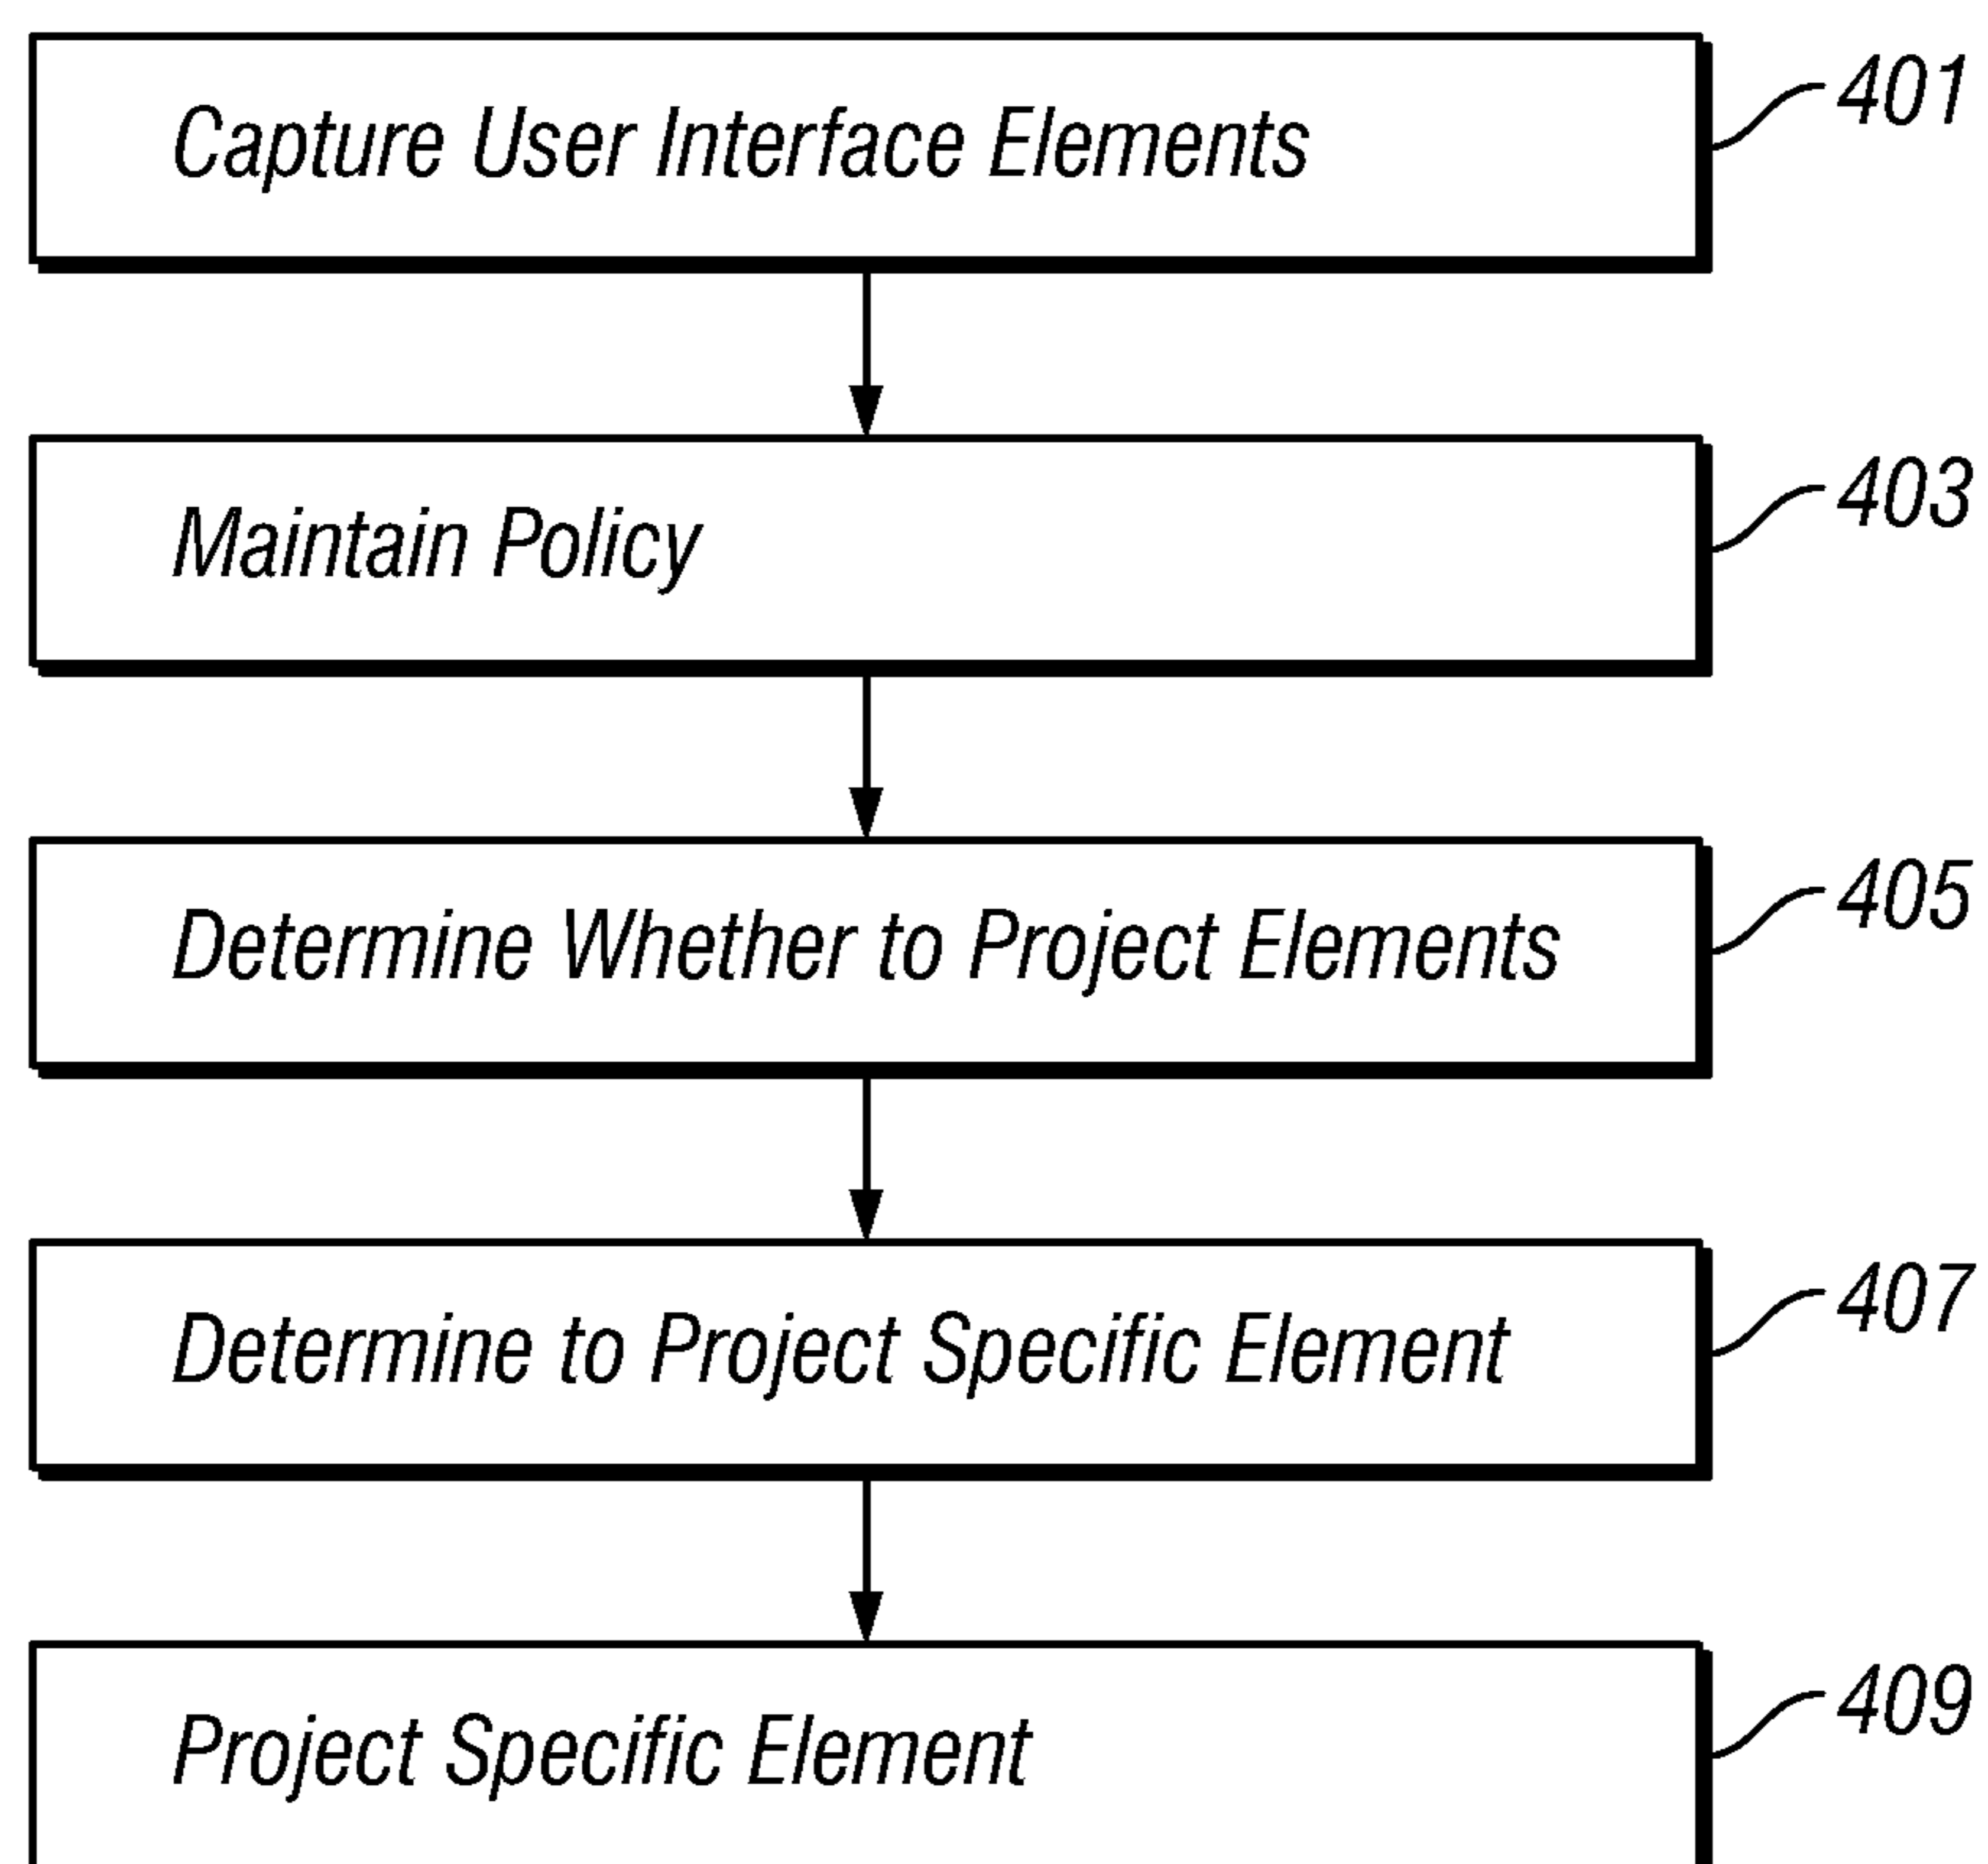 Capture User Interface Elements
401
Maintain Policy
403
Determine Whether to Project Elements
405
Determine to Project Specific Element
407
Project Specific Element
409